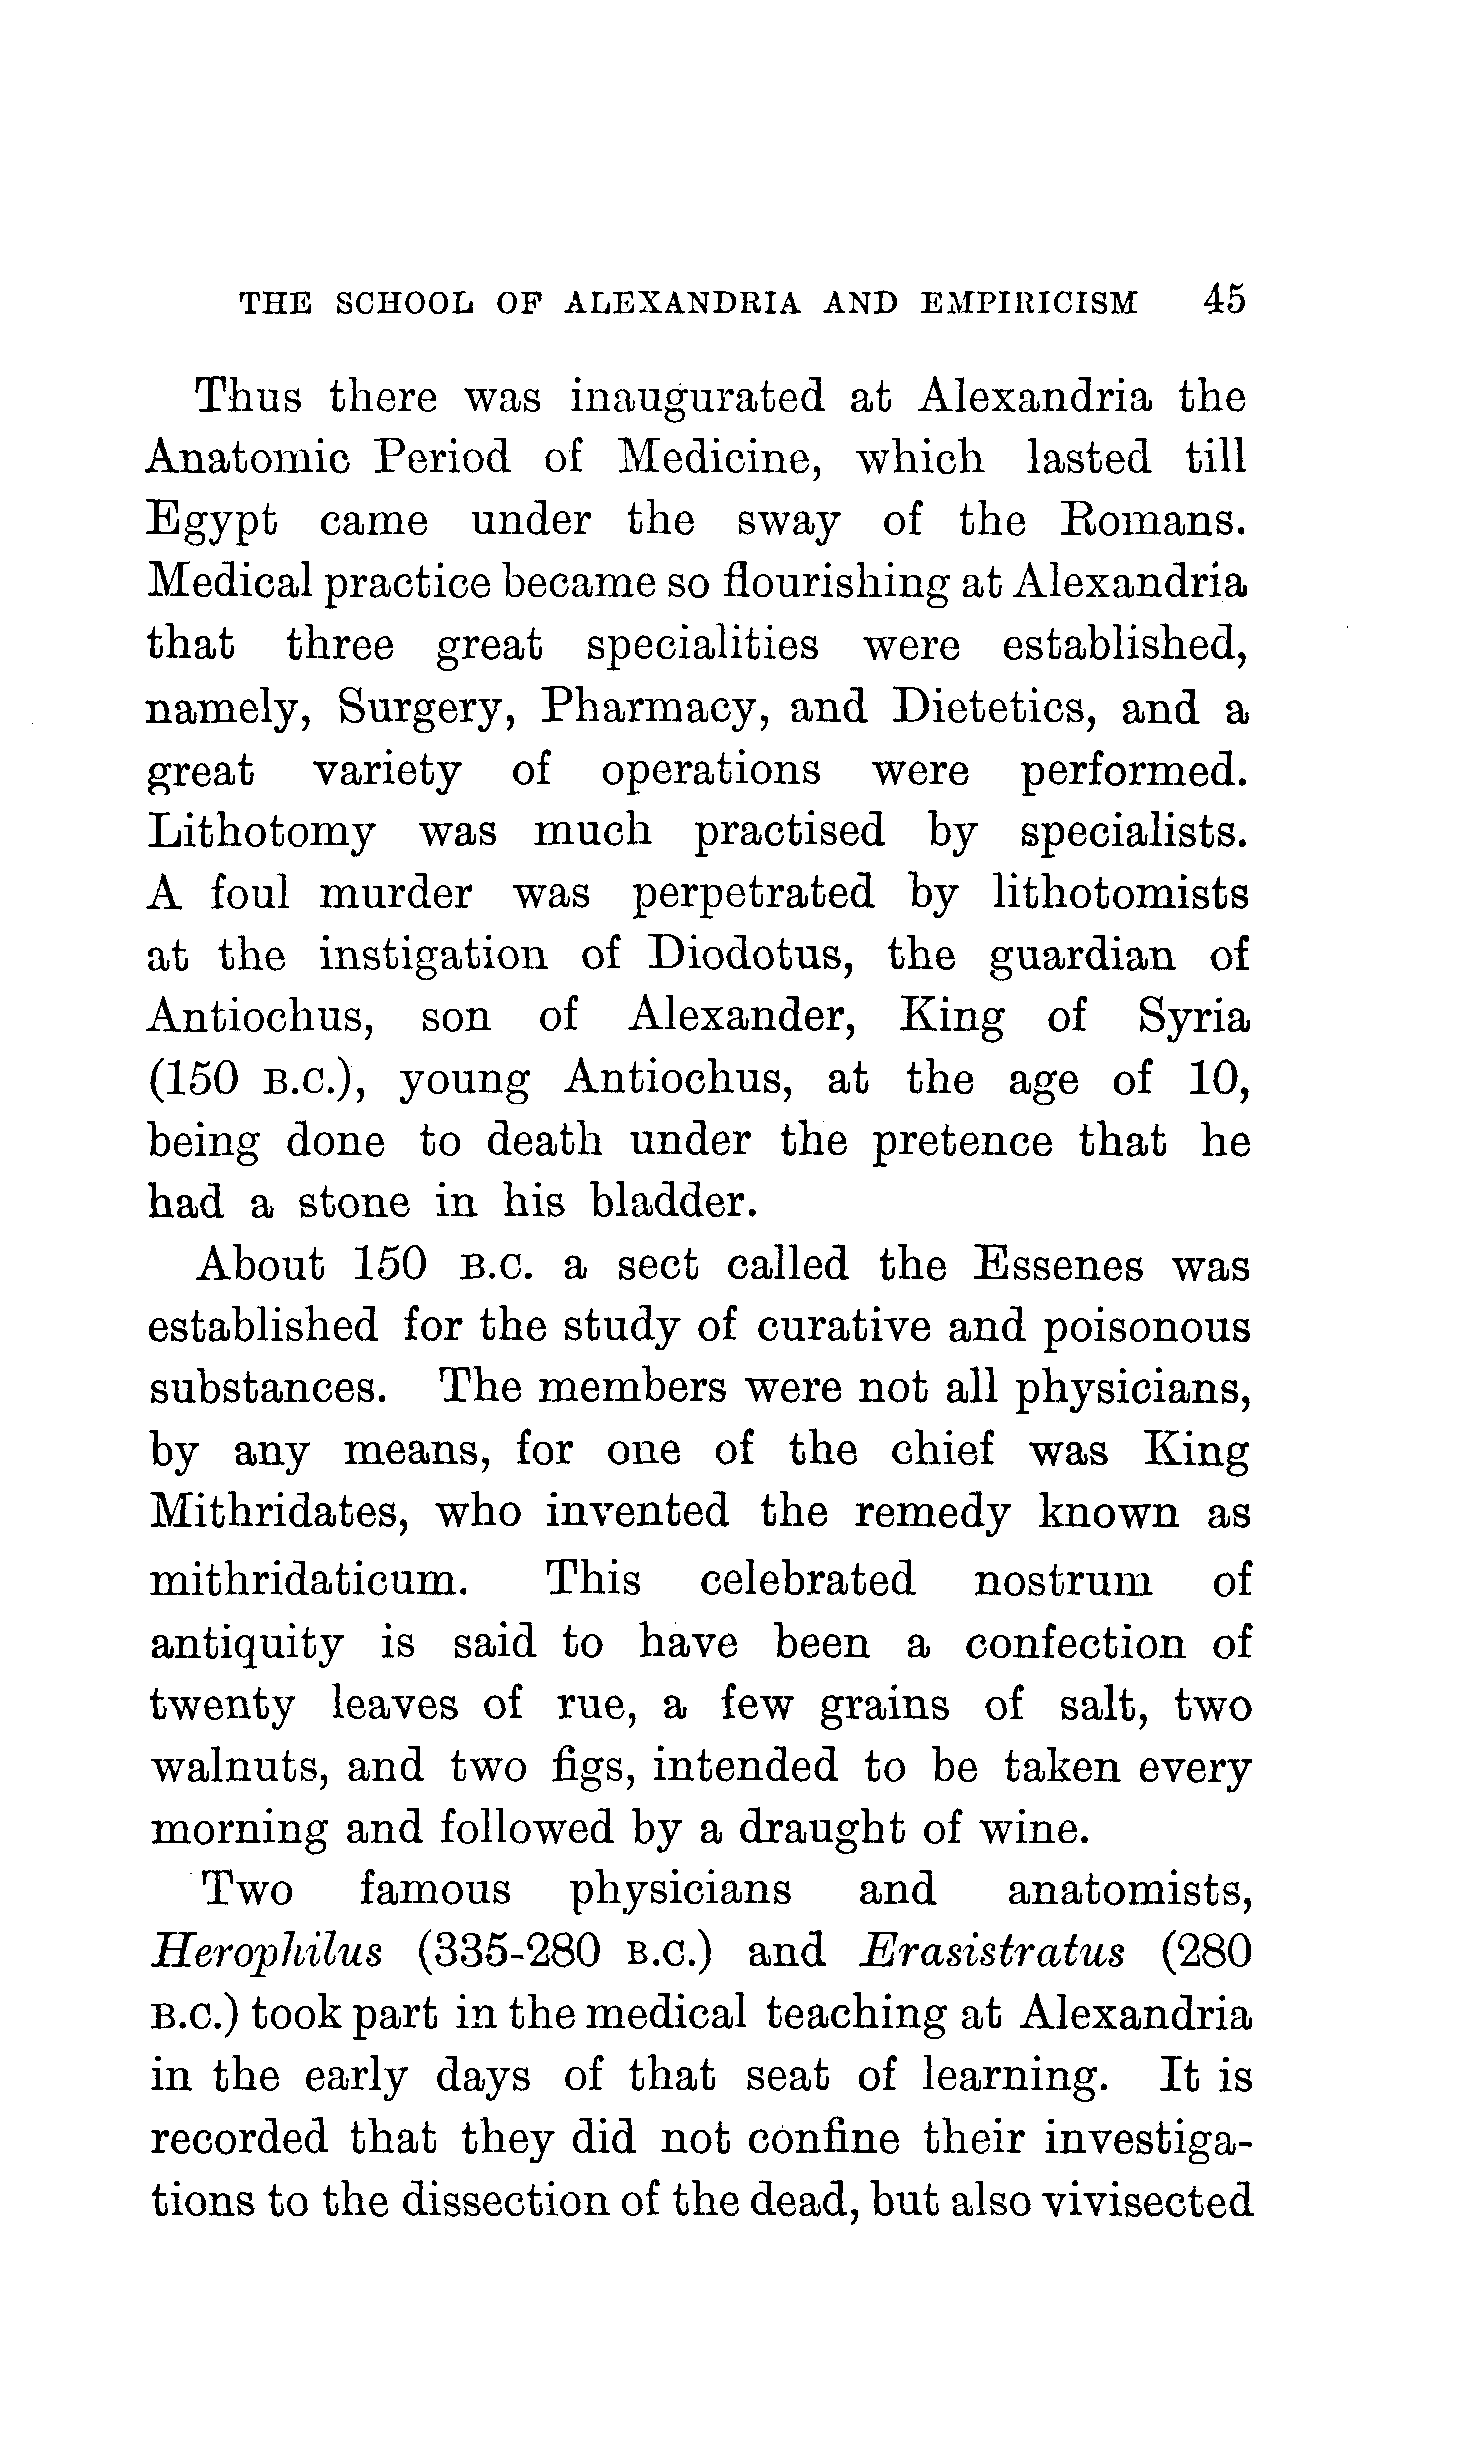 THE SCHOOL OF ALEXANDRIA AND EMPIRICISM 45
Thus there was inaugurated at Alexandria the
Anatomic Period of Medicine, which lasted till
Egypt came under the sway of the Romans.
Medical practice became so flourishing at Alexandria
that three great specialities were established,
namely, Surgery, Pharmacy, and Dietetics, and a
great variety of operations were performed.
Lithotomy was much practised by specialists.
A foul murder was perpetrated by lithotomists
at the instigation of Diodotus, the guardian of
Antiochus, son of Alexander, King of Syria
(150 B.C.), young Antiochus, at the age of 10,
being done to death under the pretence that he
had a stone in his bladder.
About 150 B.C. a sect called the Essenes was
established for the study of curative and poisonous
substances. The members were not all physicians,
by any means, for one of the chief was King
Mithridates, who invented the remedy known as
mithridaticum. This celebrated nostrum of
antiquity is said to have been a confection of
twenty leaves of rue, a few grains of salt, two
walnuts, and two figs, intended to be taken every
morning and followed by a draught of wine.
Two famous physicians and anatomists,
Herophilus (335-280 B.C.) and Erasistratus (280
B.C.) took part in the medical teaching at Alexandria
in the early days of that seat of learning. It is
recorded that they did not confine their investiga-
tions to the dissection of the dead, but also vivisected